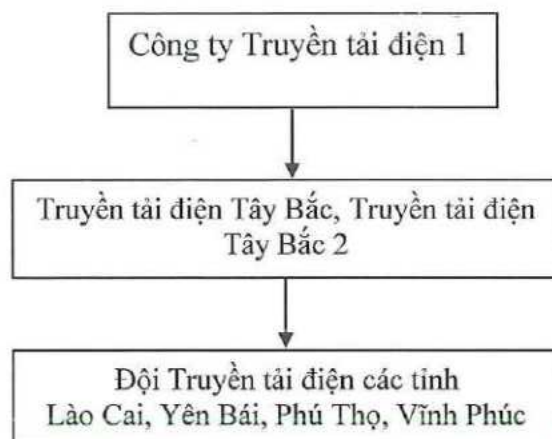 Công ty Truyền tải điện 1
Truyền tải điện Tây Bắc, Truyền tải điện
Tây Bắc 2
Đội Truyền tải điện các tỉnh
Lào Cai, Yên Bái, Phú Thọ, Vĩnh Phúc